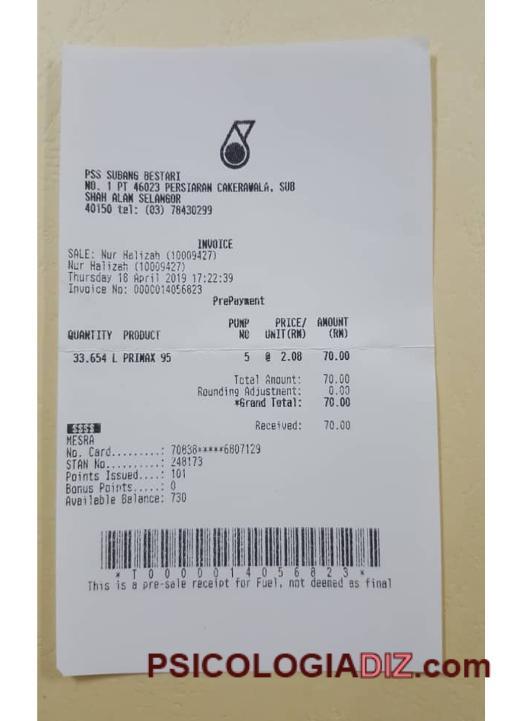 PSS SUBANG BESTARI
NO. 1 PT 46023 PERSIARAN CAKERAWALA, SUB
SHAH ALAM SELANGOR
40150 tel: (03) 78430299
INVOICE
SALE: Nur Halizah (10009427)
Nur Halizah (10009427)
Thursday 18 April 2019 17:22:39
Invoice No: 0000014056823
PrePayment
PUMP PRICE/ AMOUNT
QUANTITY PRODUCT NO UNIT(RM) (RM)
33.654 L PRIMAX 95 5 @ 2.08 70.00
Total Amount: 70.00
Rounding Adjustment: 0.00
*Grand Total: 70.00
$$$$ Received: 70.00
MESRA
No. Card.........: 70838*****6807129
STAN No..........: 248173
Points Issued....: 101
Bonus Points.....: 0
Available Balance: 730
* T 0 0 0 0 0 1 4 0 5 6 8 2 3 *
This is a pre-sale receipt for Fuel, not deemed as final
PSICOLOGIADIZ.com